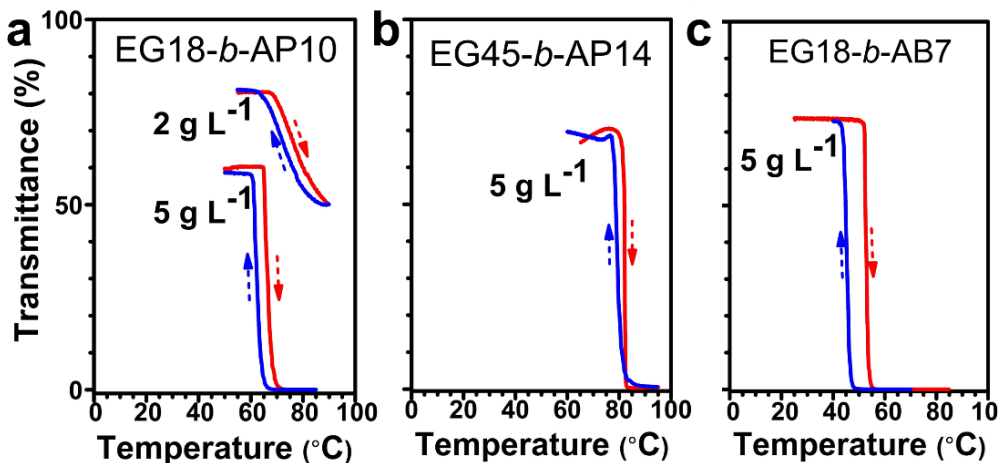 a
EG18-b-AP10
2 g L-1
5 g L-1
Transmittance (%)
100
50
0
0 20 40 60 80 100
Temperature (°C)
b
EG45-b-AP14
5 g L-1
0 20 40 60 80 100
Temperature (°C)
c
EG18-b-AB7
5 g L-1
0 20 40 60 80 10
Temperature (°C)